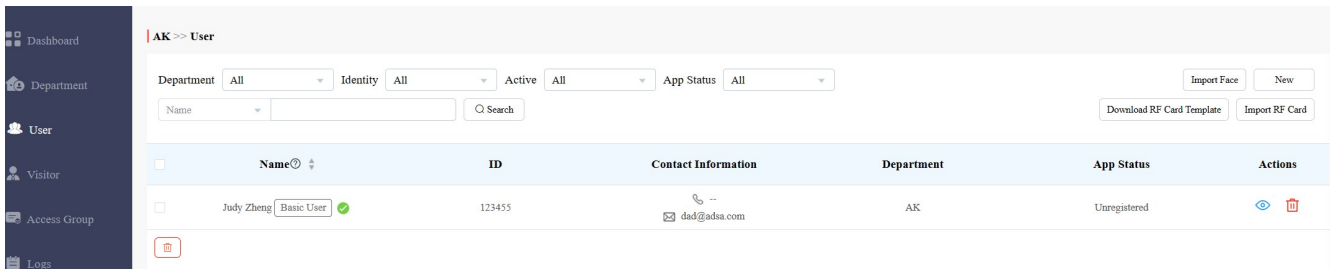 Dashboard
Department
User
Visitor
Access Group
Logs
AK >> User
Department All Identity All Active All App Status All Import Face New
Name Search Download RF Card Template Import RF Card
Name? ID Contact Information Department App Status Actions
Judy Zheng Basic User 123455 -- AK Unregistered
dad@adsa.com